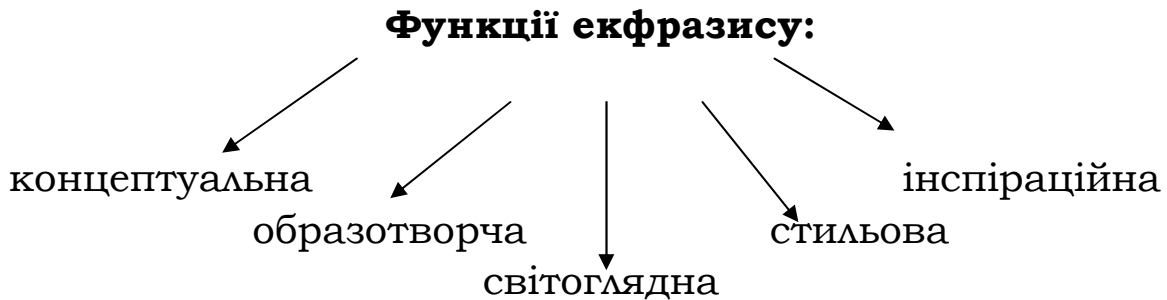 Функції екфразису:
концептуальна
інспіраційна
образотворча
стильова
світоглядна